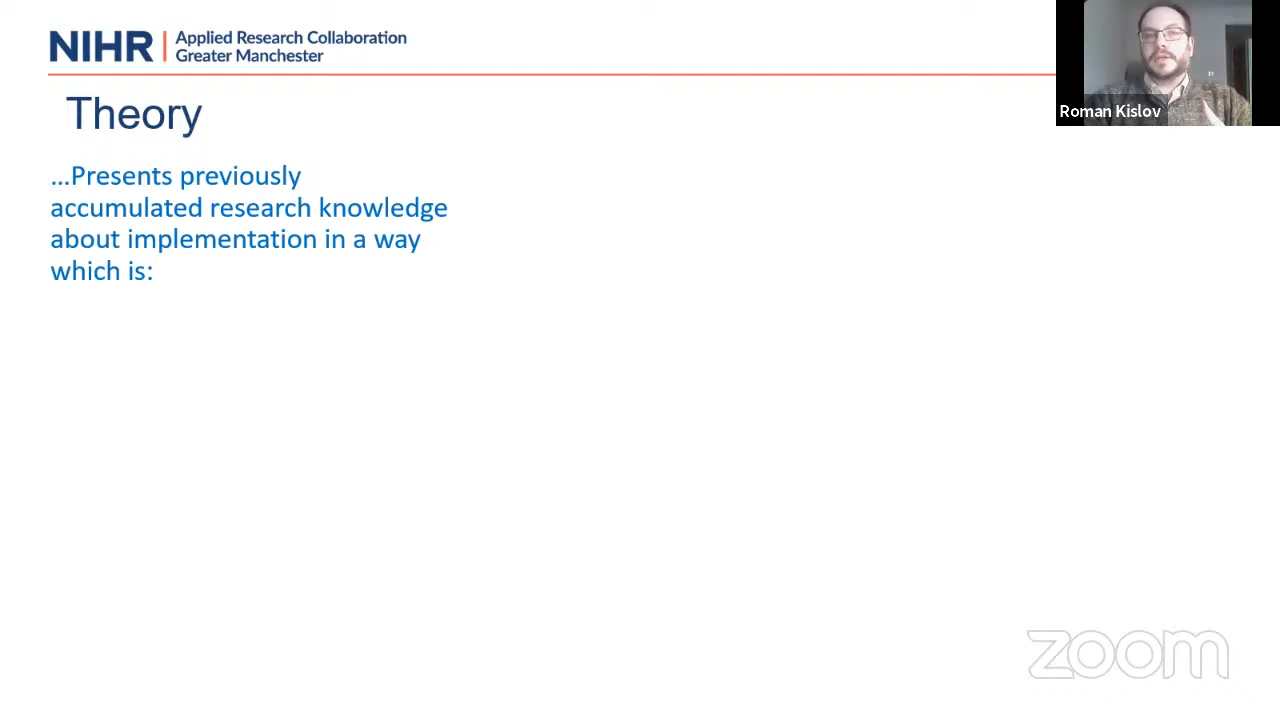 NIHR | Applied Research Collaboration
Greater Manchester
Roman Kislov
Theory
...Presents previously
accumulated research knowledge
about implementation in a way
which is:
zoom